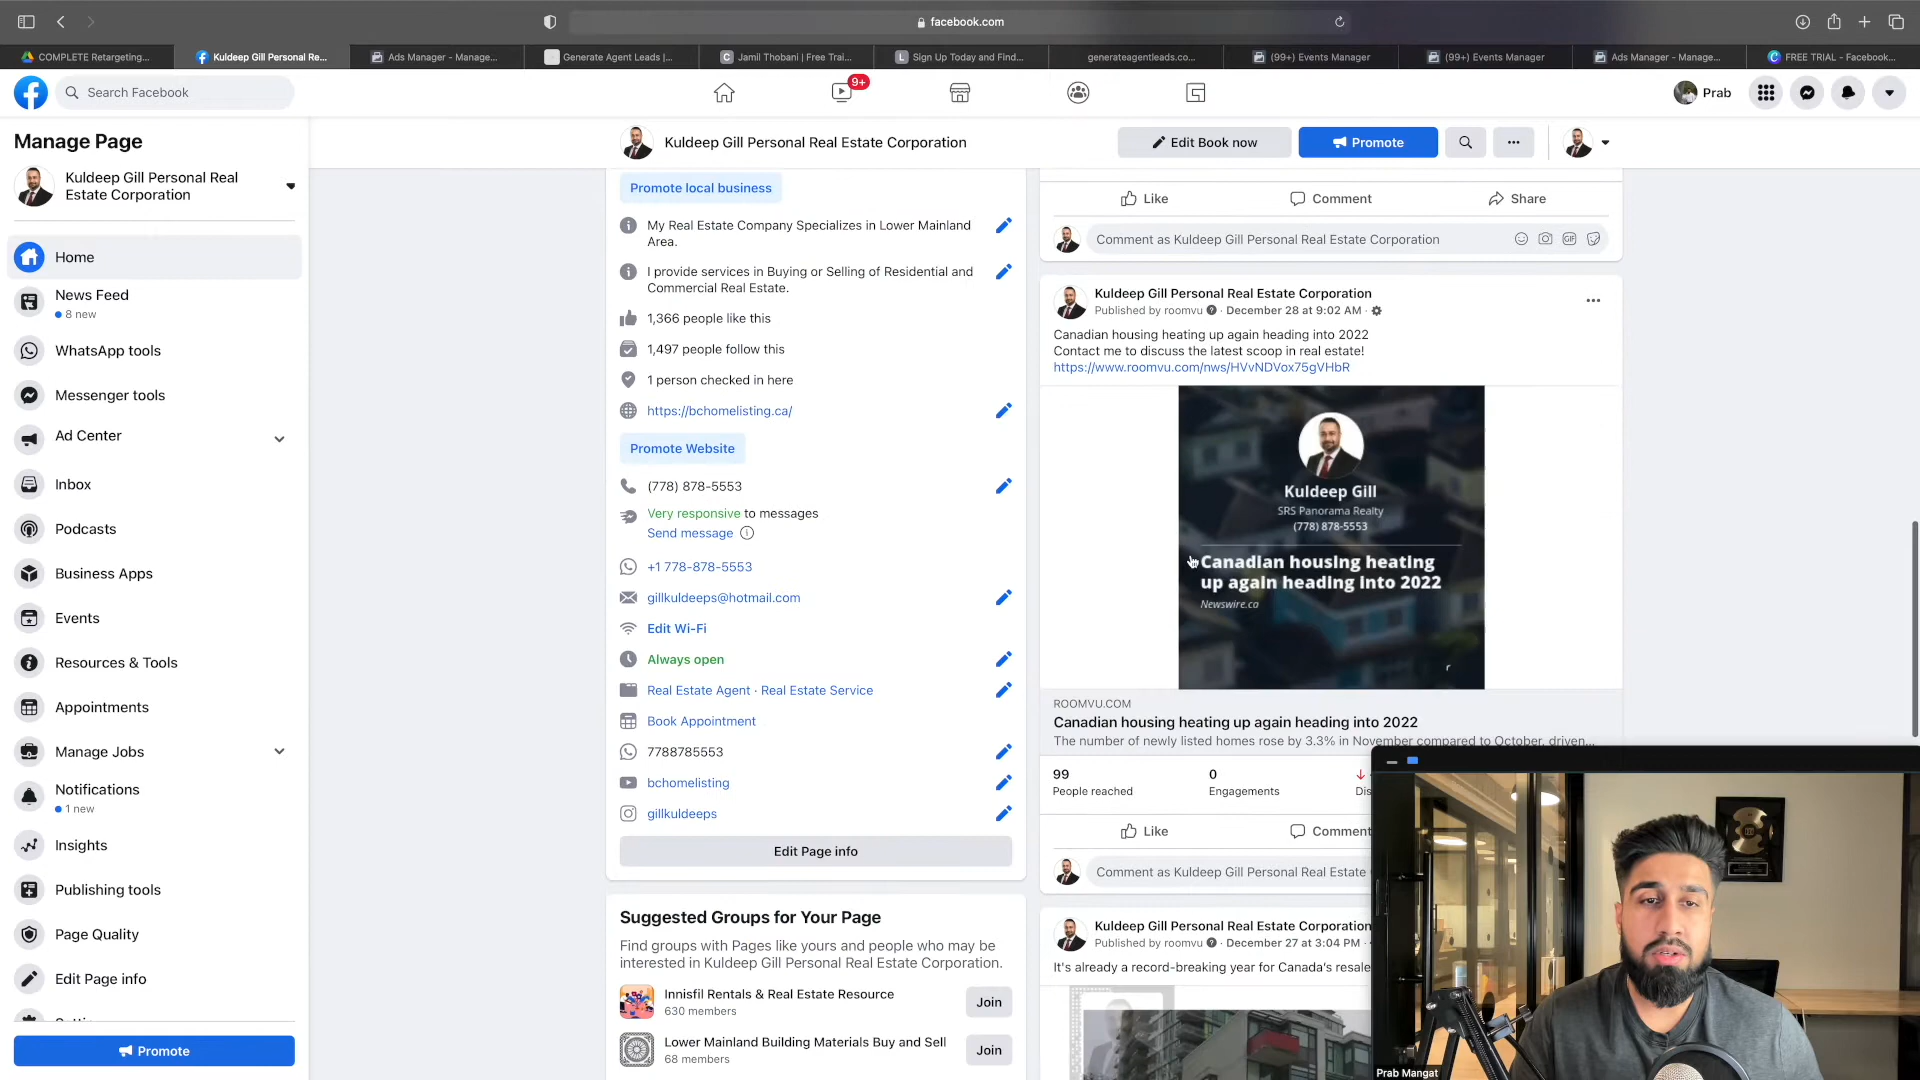 facebook.com
COMPLETE Retargeting...
Kuldeep Gill Personal Re...
Ads Manager - Manage...
Generate Agent Leads |...
Jamil Thobani | Free Trai...
Sign Up Today and Find...
generateagentleads.co...
(99+) Events Manager
(99+) Events Manager
Ads Manager - Manage...
FREE TRIAL - Facebook...
Search Facebook
9+
Prab
Manage Page
Kuldeep Gill Personal Real
Estate Corporation
Home
News Feed
8 new
WhatsApp tools
Messenger tools
Ad Center
Inbox
Podcasts
Business Apps
Events
Resources & Tools
Appointments
Manage Jobs
Notifications
1 new
Insights
Publishing tools
Page Quality
Edit Page info
Promote
Kuldeep Gill Personal Real Estate Corporation
Edit Book now
Promote
Promote local business
My Real Estate Company Specializes in Lower Mainland
Area.
I provide services in Buying or Selling of Residential and
Commercial Real Estate.
1,366 people like this
1,497 people follow this
1 person checked in here
https://bchomelisting.ca/
Promote Website
(778) 878-5553
Very responsive to messages
Send message
+1 778-878-5553
gillkuldeeps@hotmail.com
Edit Wi-Fi
Always open
Real Estate Agent · Real Estate Service
Book Appointment
7788785553
bchomelisting
gillkuldeeps
Edit Page info
Suggested Groups for Your Page
Find groups with Pages like yours and people who may be
interested in Kuldeep Gill Personal Real Estate Corporation.
Innisfil Rentals & Real Estate Resource
630 members
Join
Lower Mainland Building Materials Buy and Sell
68 members
Join
Like
Comment
Share
Comment as Kuldeep Gill Personal Real Estate Corporation
GIF
Kuldeep Gill Personal Real Estate Corporation
Published by roomvu · December 28 at 9:02 AM ·
Canadian housing heating up again heading into 2022
Contact me to discuss the latest scoop in real estate!
https://www.roomvu.com/nws/HVvNDVox75gVHbR
Kuldeep Gill
SRS Panorama Realty
(778) 878-5553
Canadian housing heating
up again heading into 2022
Newswire.ca
ROOMVU.COM
Canadian housing heating up again heading into 2022
The number of newly listed homes rose by 3.3% in November compared to October, driven...
99
People reached
0
Engagements
Dis
Like
Comment
Comment as Kuldeep Gill Personal Real Estate
Kuldeep Gill Personal Real Estate Corporation
Published by roomvu · December 27 at 3:04 PM ·
It's already a record-breaking year for Canada's resale
Prab Mangat